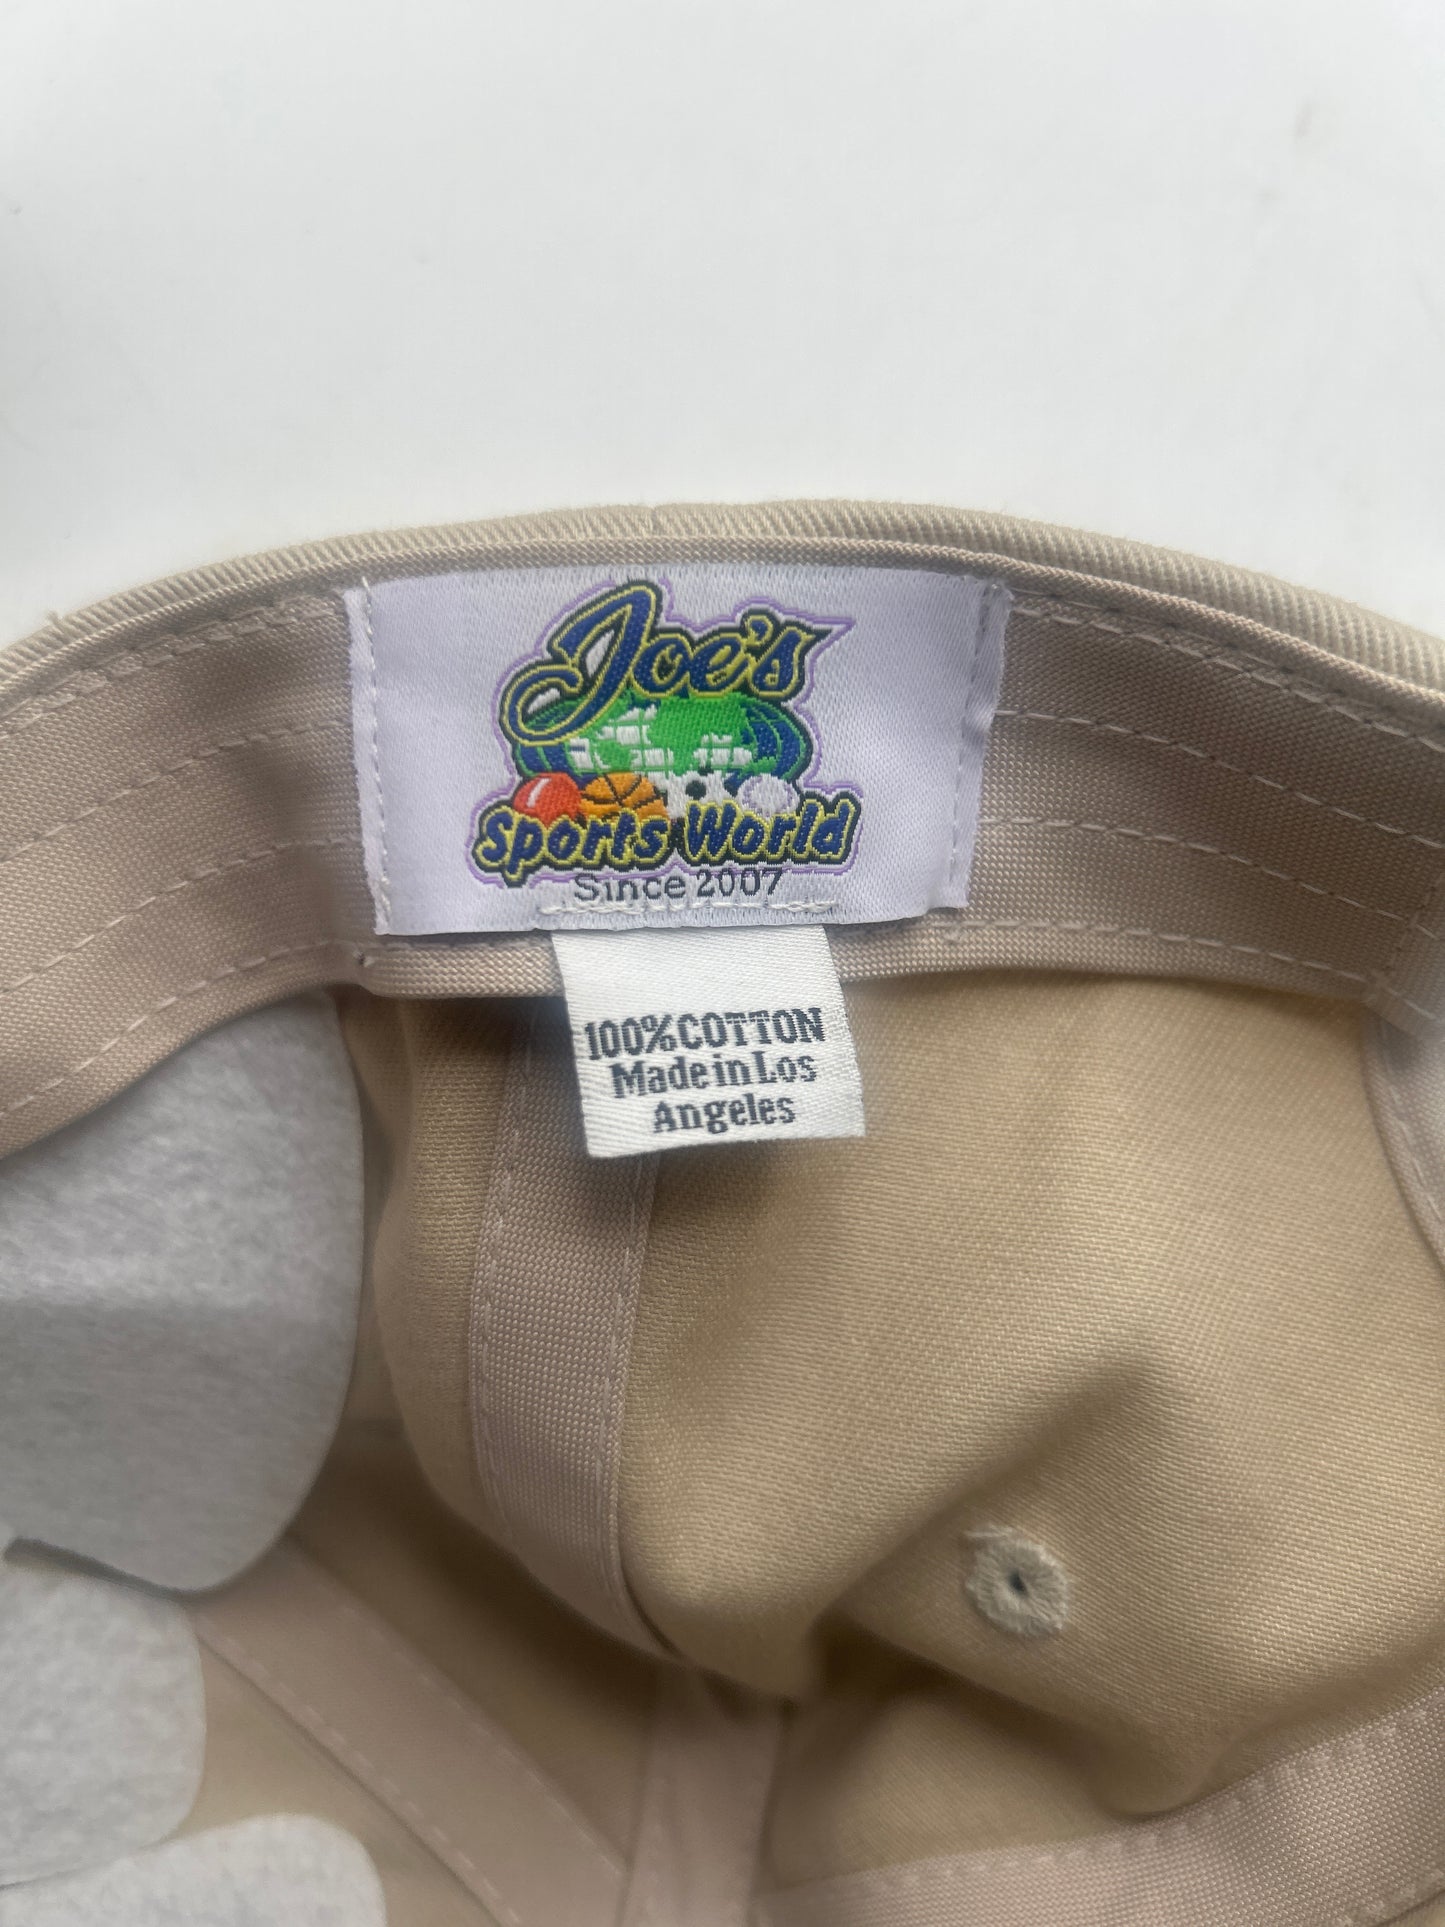 Joe's
Sports World
Since 2007
100% COTTON
Made in Los
Angeles